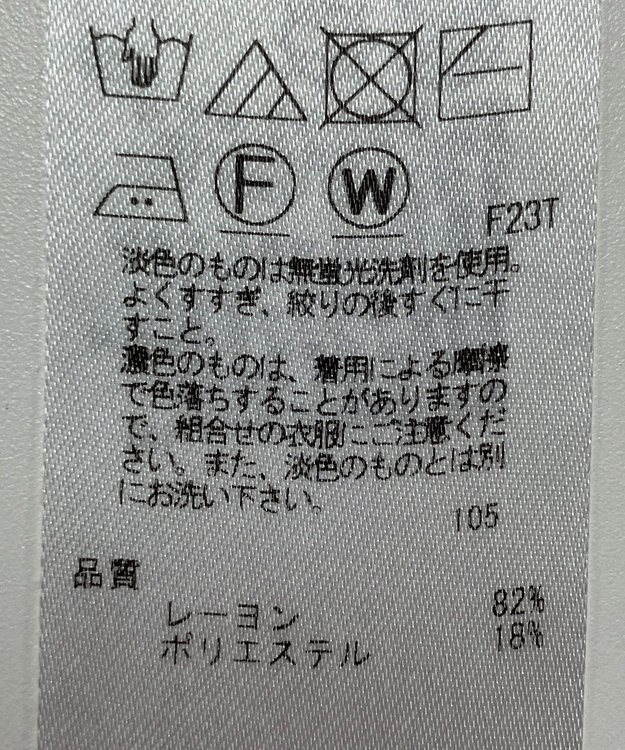 F W
F23T
淡色のものは無蛍光洗剤を使用。
よくすすぎ、絞りの後すぐに干
すこと。
濃色のものは、着用による摩擦
で色落ちすることがありますの
で、組合せの衣服にご注意くだ
さい。また、淡色のものとは別
にお洗い下さい。
105
品質
レーヨン 82%
ポリエステル 18%